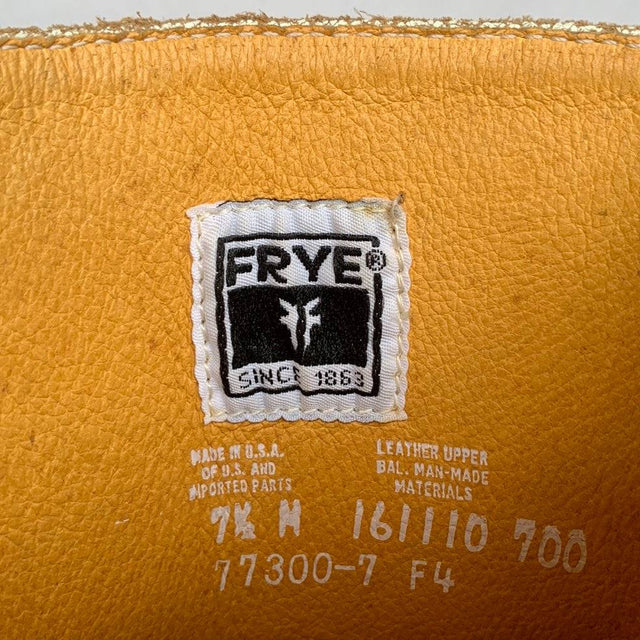 FRYE®
SINCE 1863
MADE IN U.S.A.
OF U.S. AND
IMPORTED PARTS
LEATHER UPPER
BAL. MAN-MADE
MATERIALS
7½ M 161110 700
77300-7 F4